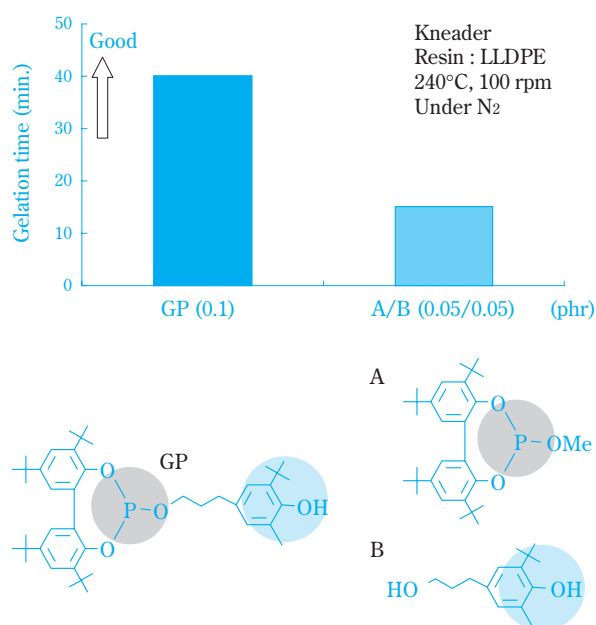 50
40
30
20
10
0
Gelation time (min.)
Good
Kneader
Resin : LLDPE
240°C, 100 rpm
Under N2
GP (0.1)
A/B (0.05/0.05)
(phr)
A
O
P
O
OMe
GP
O
P
O
O
OH
B
HO
OH